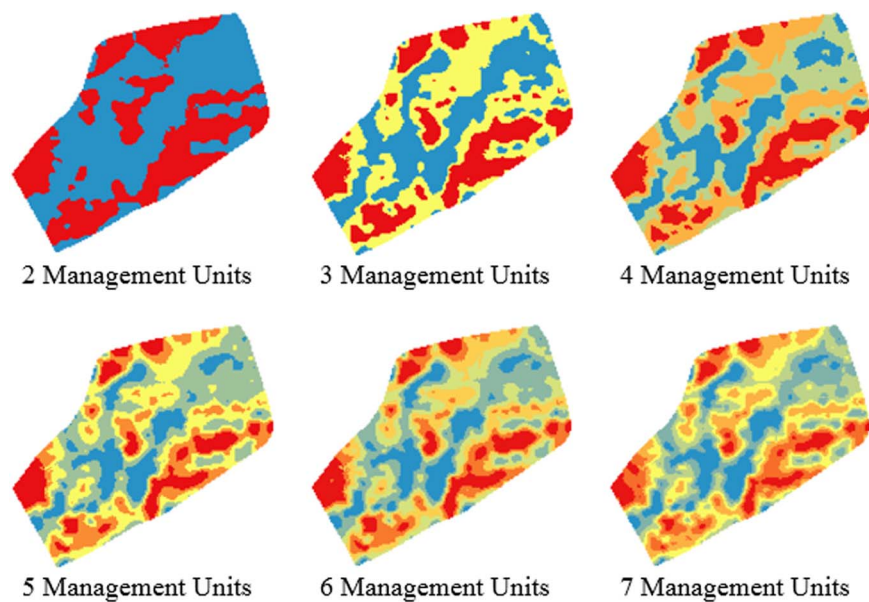 2 Management Units
3 Management Units
4 Management Units
5 Management Units
6 Management Units
7 Management Units